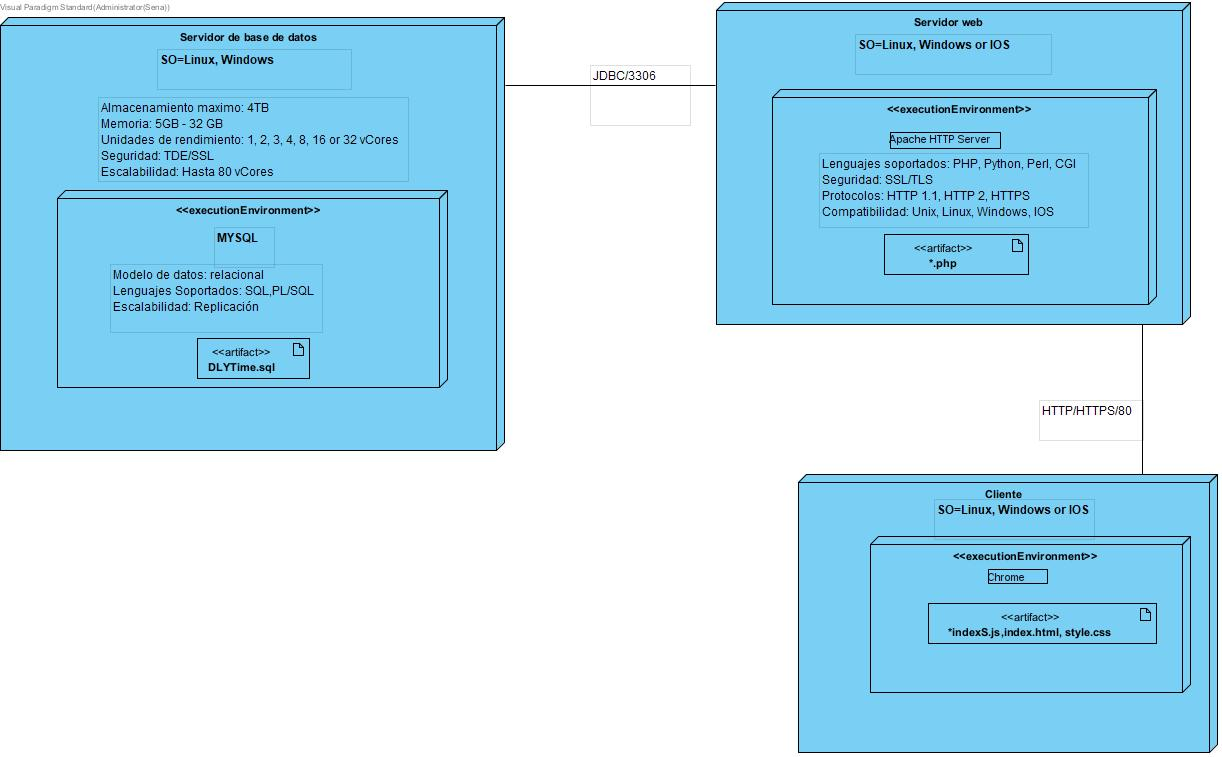 Visual Paradigm Standard(Administrator(Sena))
Servidor de base de datos
SO=Linux, Windows
Almacenamiento maximo: 4TB
Memoria: 5GB - 32 GB
Unidades de rendimiento: 1, 2, 3, 4, 8, 16 or 32 vCores
Seguridad: TDE/SSL
Escalabilidad: Hasta 80 vCores
<<executionEnvironment>>
MYSQL
Modelo de datos: relacional
Lenguajes Soportados: SQL,PL/SQL
Escalabilidad: Replicación
<<artifact>>
DLYTime.sql
JDBC/3306
Servidor web
SO=Linux, Windows or IOS
<<executionEnvironment>>
Apache HTTP Server
Lenguajes soportados: PHP, Python, Perl, CGI
Seguridad: SSL/TLS
Protocolos: HTTP 1.1, HTTP 2, HTTPS
Compatibilidad: Unix, Linux, Windows, IOS
<<artifact>>
*.php
HTTP/HTTPS/80
Cliente
SO=Linux, Windows or IOS
<<executionEnvironment>>
Chrome
<<artifact>>
*indexS.js,index.html, style.css